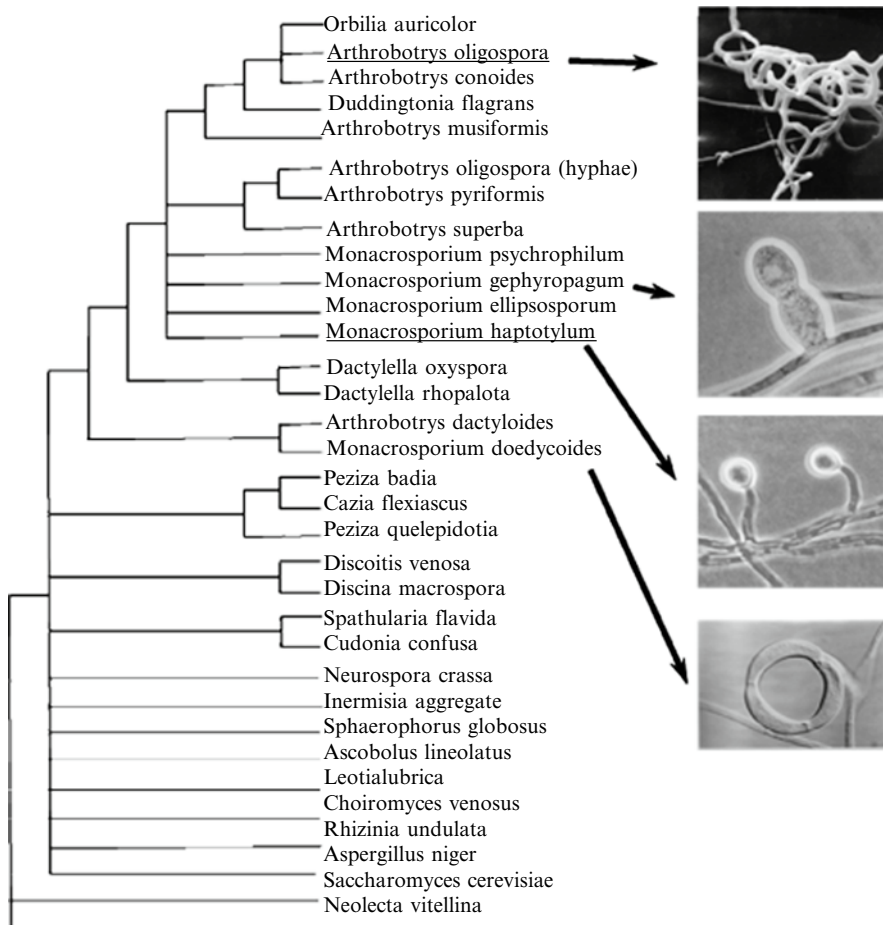 Orbilia auricolor
Arthrobotrys oligospora
Arthrobotrys conoides
Duddingtonia flagrans
Arthrobotrys musiformis
Arthrobotrys oligospora (hyphae)
Arthrobotrys pyriformis
Arthrobotrys superba
Monacrosporium psychrophilum
Monacrosporium gephyropagum
Monacrosporium ellipsosporum
Monacrosporium haptotylum
Dactylella oxyspora
Dactylella rhopalota
Arthrobotrys dactyloides
Monacrosporium doedycoides
Peziza badia
Cazia flexiascus
Peziza quelepidotia
Discoitis venosa
Discina macrospora
Spathularia flavida
Cudonia confusa
Neurospora crassa
Inermisia aggregate
Sphaerophorus globosus
Ascobolus lineolatus
Leotialubrica
Choiromyces venosus
Rhizinia undulata
Aspergillus niger
Saccharomyces cerevisiae
Neolecta vitellina